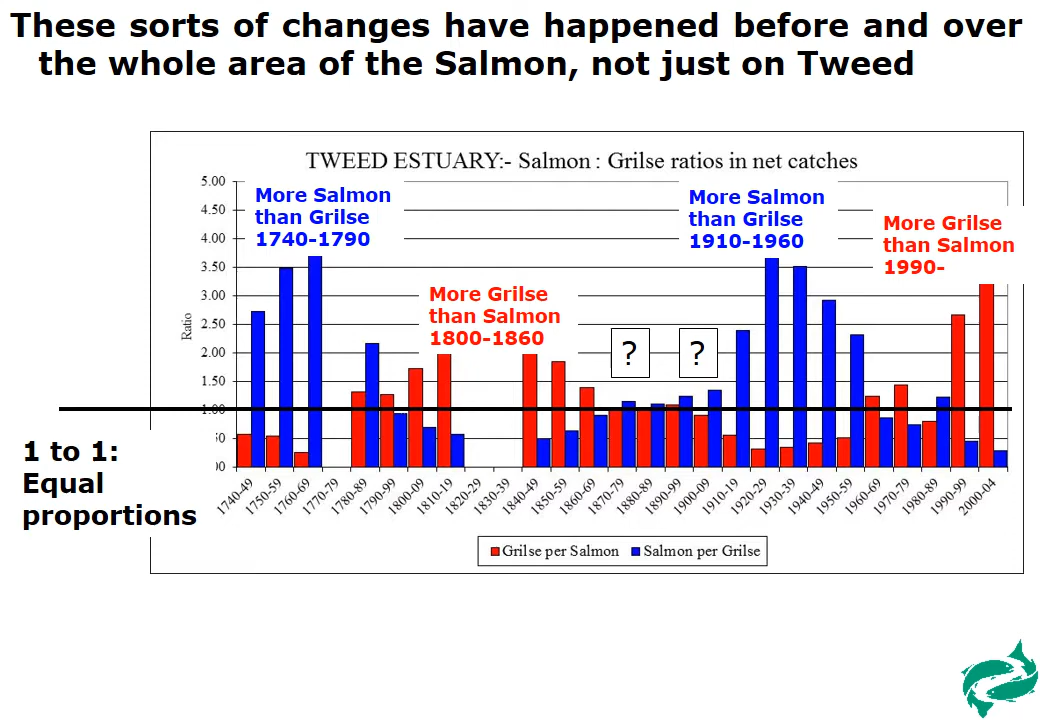 These sorts of changes have happened before and over
the whole area of the Salmon, not just on Tweed
TWEED ESTUARY:- Salmon : Grilse ratios in net catches
5.00
4.50
4.00
3.50
3.00
2.50
2.00
1.50
1.00
50
00
Ratio
More Salmon
than Grilse
1740-1790
More Grilse
than Salmon
1800-1860
?
?
More Salmon
than Grilse
1910-1960
More Grilse
than Salmon
1990-
1 to 1:
Equal
proportions
1740-49
1750-59
1760-69
1770-79
1780-89
1790-99
1800-09
1810-19
1820-29
1830-39
1840-49
1850-59
1860-69
1870-79
1880-89
1890-99
1900-09
1910-19
1920-29
1930-39
1940-49
1950-59
1960-69
1970-79
1980-89
1990-99
2000-04
Grilse per Salmon
Salmon per Grilse